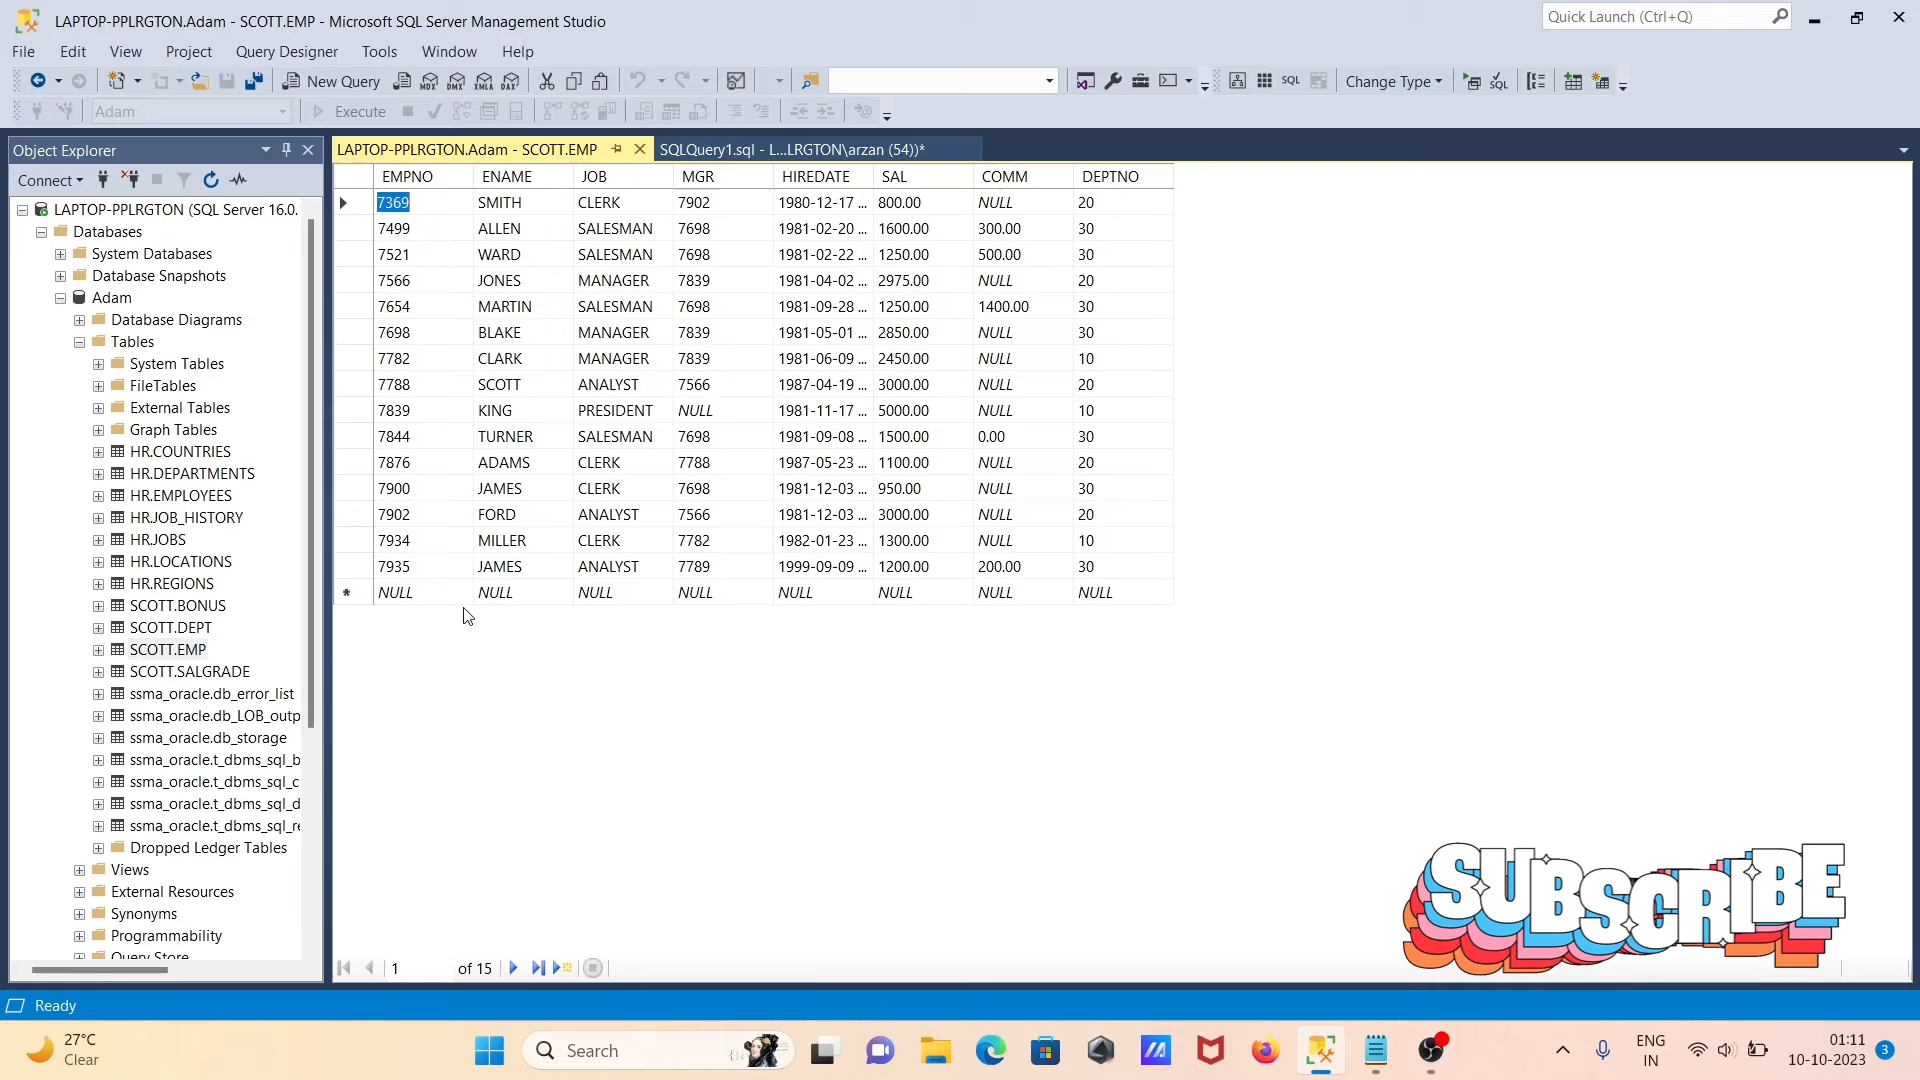 LAPTOP-PPLRGTON.Adam - SCOTT.EMP - Microsoft SQL Server Management Studio
Quick Launch (Ctrl+Q)
File Edit View Project Query Designer Tools Window Help
New Query MDX DMX XMLA DAX SQL Change Type SQL
Adam Execute
Object Explorer
LAPTOP-PPLRGTON.Adam - SCOTT.EMP SQLQuery1.sql - L...LRGTON\arzan (54))*
Connect
LAPTOP-PPLRGTON (SQL Server 16.0.
Databases
System Databases
Database Snapshots
Adam
Database Diagrams
Tables
System Tables
FileTables
External Tables
Graph Tables
HR.COUNTRIES
HR.DEPARTMENTS
HR.EMPLOYEES
HR.JOB_HISTORY
HR.JOBS
HR.LOCATIONS
HR.REGIONS
SCOTT.BONUS
SCOTT.DEPT
SCOTT.EMP
SCOTT.SALGRADE
ssma_oracle.db_error_list
ssma_oracle.db_LOB_outp
ssma_oracle.db_storage
ssma_oracle.t_dbms_sql_b
ssma_oracle.t_dbms_sql_c
ssma_oracle.t_dbms_sql_d
ssma_oracle.t_dbms_sql_re
Dropped Ledger Tables
Views
External Resources
Synonyms
Programmability
Query Store
EMPNO ENAME JOB MGR HIREDATE SAL COMM DEPTNO
7369 SMITH CLERK 7902 1980-12-17 ... 800.00 NULL 20
7499 ALLEN SALESMAN 7698 1981-02-20 ... 1600.00 300.00 30
7521 WARD SALESMAN 7698 1981-02-22 ... 1250.00 500.00 30
7566 JONES MANAGER 7839 1981-04-02 ... 2975.00 NULL 20
7654 MARTIN SALESMAN 7698 1981-09-28 ... 1250.00 1400.00 30
7698 BLAKE MANAGER 7839 1981-05-01 ... 2850.00 NULL 30
7782 CLARK MANAGER 7839 1981-06-09 ... 2450.00 NULL 10
7788 SCOTT ANALYST 7566 1987-04-19 ... 3000.00 NULL 20
7839 KING PRESIDENT NULL 1981-11-17 ... 5000.00 NULL 10
7844 TURNER SALESMAN 7698 1981-09-08 ... 1500.00 0.00 30
7876 ADAMS CLERK 7788 1987-05-23 ... 1100.00 NULL 20
7900 JAMES CLERK 7698 1981-12-03 ... 950.00 NULL 30
7902 FORD ANALYST 7566 1981-12-03 ... 3000.00 NULL 20
7934 MILLER CLERK 7782 1982-01-23 ... 1300.00 NULL 10
7935 JAMES ANALYST 7789 1999-09-09 ... 1200.00 200.00 30
* NULL NULL NULL NULL NULL NULL NULL NULL
SUBSCRIBE
1 of 15
Ready
27°C
Clear
Search
ENG
IN
01:11
10-10-2023
3